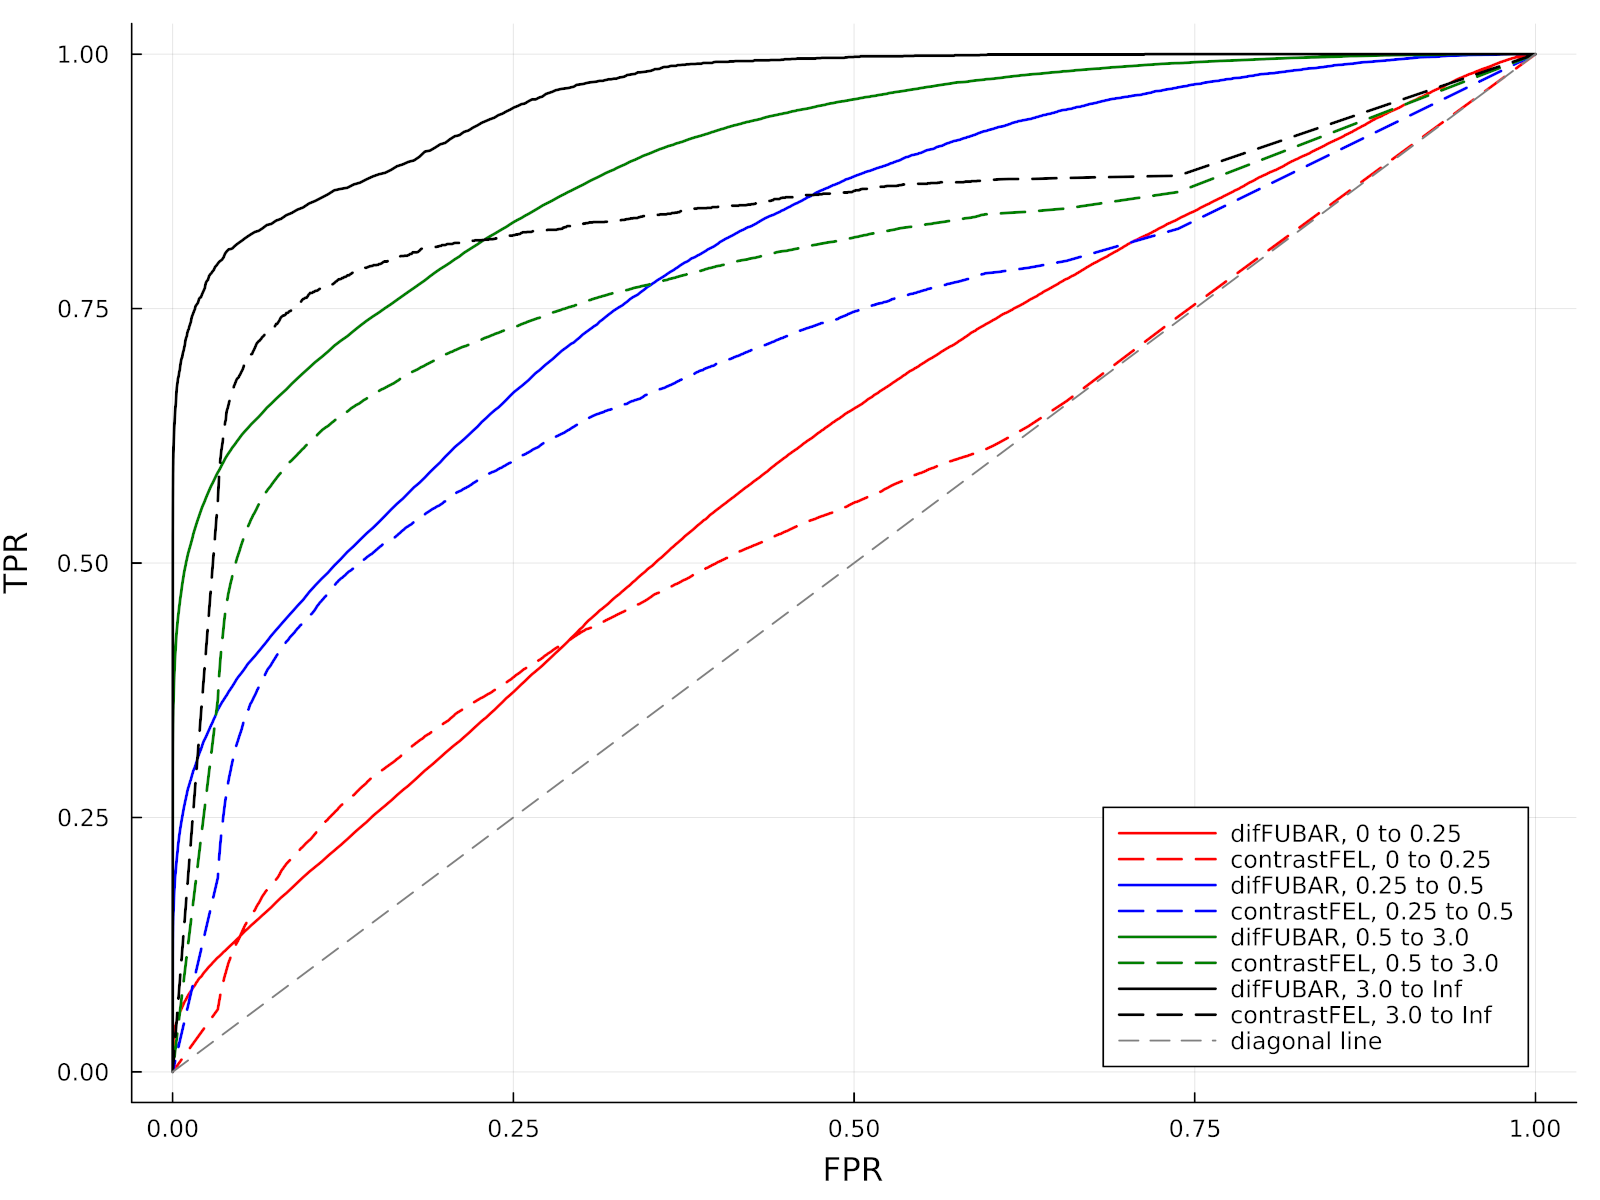 1.00
0.75
0.50
0.25
0.00
TPR
0.00 0.25 0.50 0.75 1.00
FPR
difFUBAR, 0 to 0.25
contrastFEL, 0 to 0.25
difFUBAR, 0.25 to 0.5
contrastFEL, 0.25 to 0.5
difFUBAR, 0.5 to 3.0
contrastFEL, 0.5 to 3.0
difFUBAR, 3.0 to Inf
contrastFEL, 3.0 to Inf
diagonal line